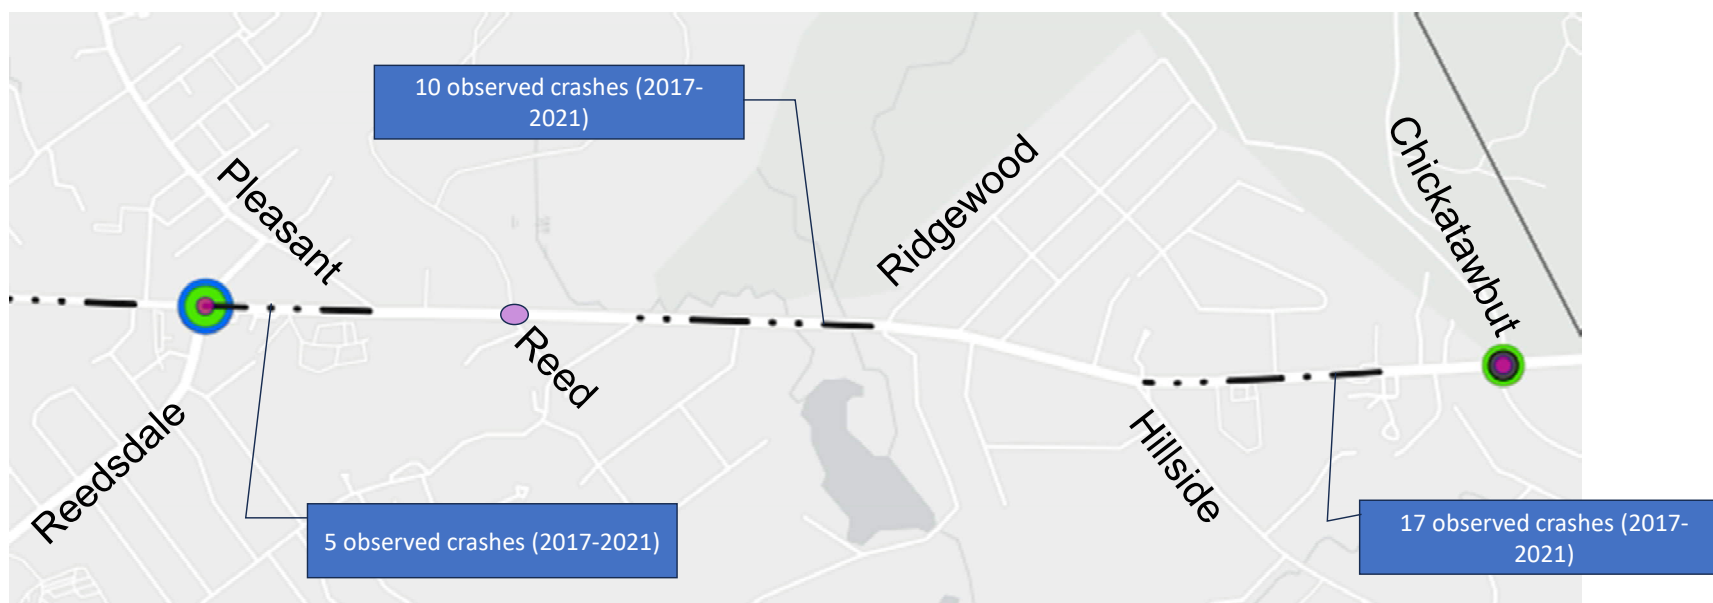 10 observed crashes (2017-
2021)
Pleasant
Ridgewood
Chickatawbut
Reed
Reedsdale
Hillside
5 observed crashes (2017-2021)
17 observed crashes (2017-
2021)